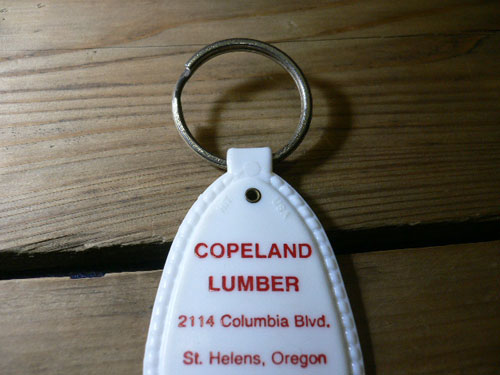 COPELAND
LUMBER
2114 Columbia Blvd.
St. Helens, Oregon